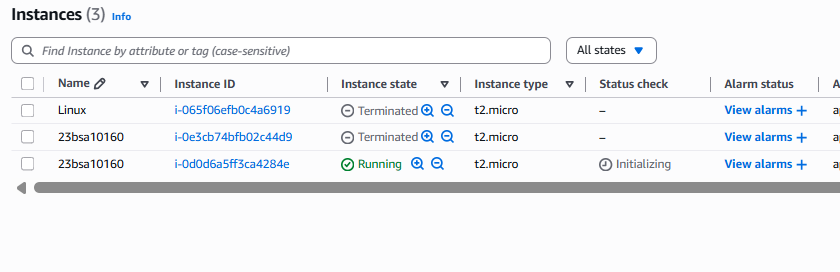 Instances (3) Info
Find Instance by attribute or tag (case-sensitive) All states
Name Instance ID Instance state Instance type Status check Alarm status
Linux i-065f06efb0c4a6919 Terminated t2.micro – View alarms +
23bsa10160 i-0e3cb74bfb02c44d9 Terminated t2.micro – View alarms +
23bsa10160 i-0d0d6a5ff3ca4284e Running t2.micro Initializing View alarms +